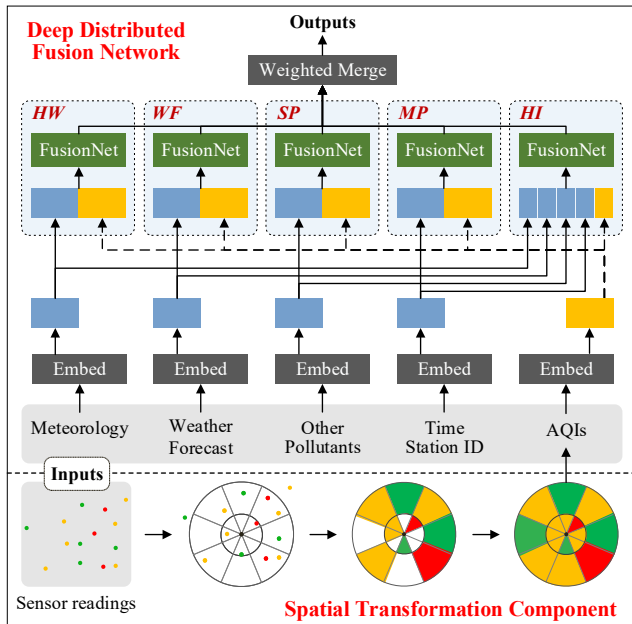 Outputs
Deep Distributed
Fusion Network
Weighted Merge
HW
WF
SP
MP
HI
FusionNet
FusionNet
FusionNet
FusionNet
FusionNet
Embed
Embed
Embed
Embed
Embed
Meteorology
Weather
Forecast
Other
Pollutants
Time
Station ID
AQIs
Inputs
Sensor readings
Spatial Transformation Component